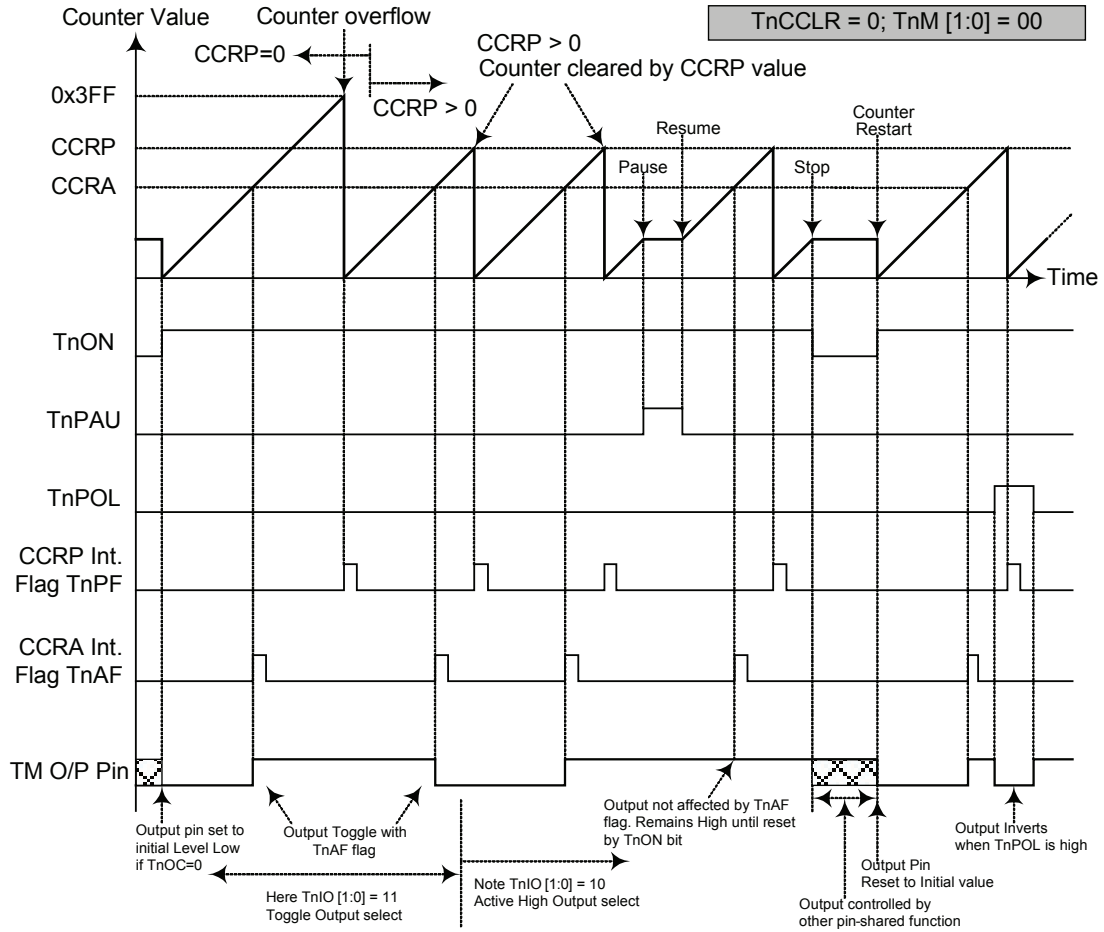 Counter Value
Counter overflow
TnCCLR = 0; TnM [1:0] = 00
CCRP=0
CCRP > 0
CCRP > 0
Counter cleared by CCRP value
0x3FF
CCRP
CCRA
Pause
Resume
Stop
Counter
Restart
Time
TnON
TnPAU
TnPOL
CCRP Int.
Flag TnPF
CCRA Int.
Flag TnAF
TM O/P Pin
Output pin set to
initial Level Low
if TnOC=0
Output Toggle with
TnAF flag
Here TnIO [1:0] = 11
Toggle Output select
Note TnIO [1:0] = 10
Active High Output select
Output not affected by TnAF
flag. Remains High until reset
by TnON bit
Output Pin
Reset to Initial value
Output controlled by
other pin-shared function
Output Inverts
when TnPOL is high